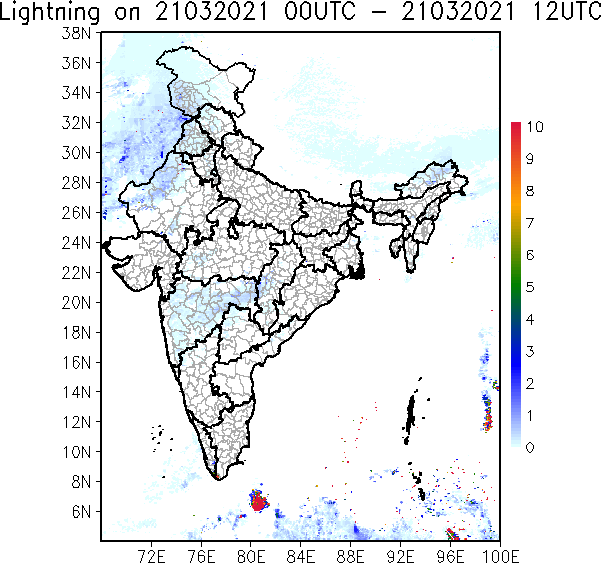 Lightning on 21032021 00UTC – 21032021 12UTC
38N
36N
34N
32N
30N
28N
26N
24N
22N
20N
18N
16N
14N
12N
10N
8N
6N
72E 76E 80E 84E 88E 92E 96E 100E
10
9
8
7
6
5
4
3
2
1
0